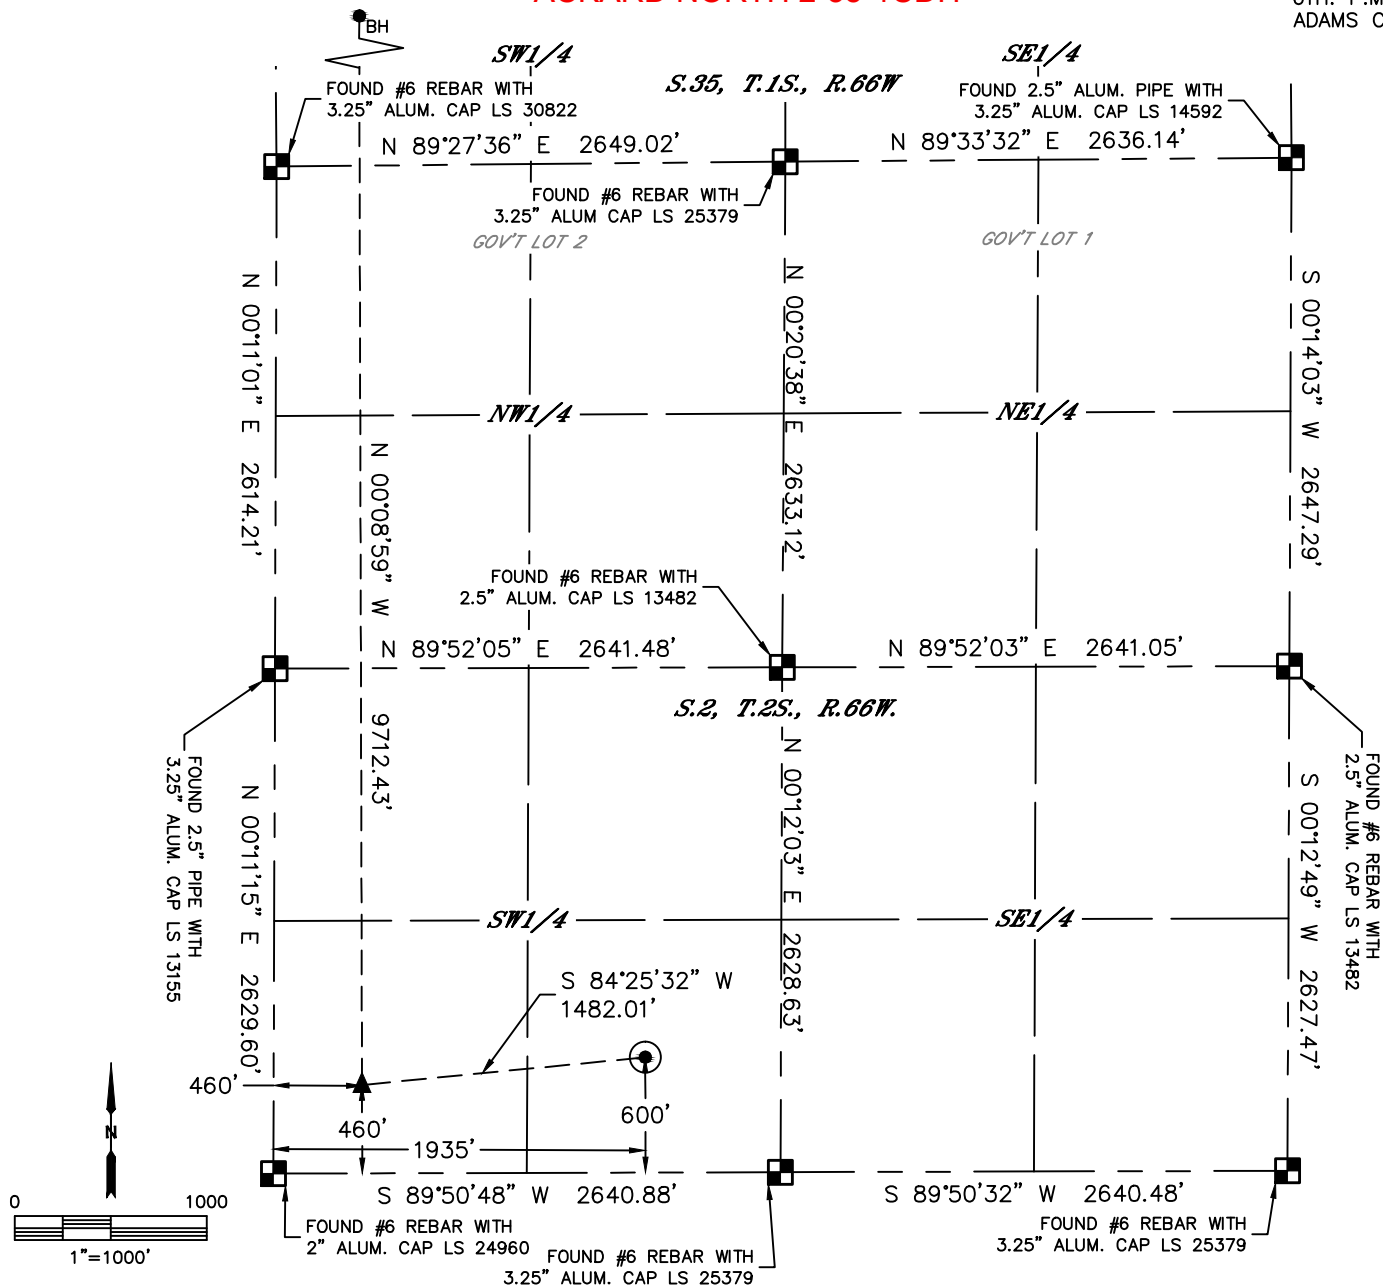 BH
ADAMS C
SW1/4
SE1/4
S.35, T.1S., R.66W
FOUND #6 REBAR WITH
3.25" ALUM. CAP LS 30822
FOUND 2.5" ALUM. PIPE WITH
3.25" ALUM. CAP LS 14592
N 89°27'36" E 2649.02'
N 89°33'32" E 2636.14'
FOUND #6 REBAR WITH
3.25" ALUM CAP LS 25379
GOV'T LOT 2
GOV'T LOT 1
N 00°11'01" E 2614.21'
N 00°08'59" W 9712.43'
N 00°20'38" E 2633.12'
S 00°14'03" W 2647.29'
NW1/4
NE1/4
FOUND #6 REBAR WITH
2.5" ALUM. CAP LS 13482
N 89°52'05" E 2641.48'
N 89°52'03" E 2641.05'
S.2, T.2S., R.66W.
FOUND 2.5" PIPE WITH
3.25" ALUM. CAP LS 13155
N 00°11'15" E 2629.60'
N 00°12'03" E 2628.63'
S 00°12'49" W 2627.47'
FOUND #6 REBAR WITH
2.5" ALUM. CAP LS 13482
SW1/4
SE1/4
S 84°25'32" W
1482.01'
460'
460'
600'
1935'
N
S 89°50'48" W 2640.88'
S 89°50'32" W 2640.48'
0 1000
1"=1000'
FOUND #6 REBAR WITH
2" ALUM. CAP LS 24960
FOUND #6 REBAR WITH
3.25" ALUM. CAP LS 25379
FOUND #6 REBAR WITH
3.25" ALUM. CAP LS 25379